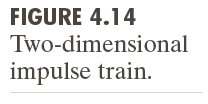 FIGURE 4.14
Two-dimensional
impulse train.